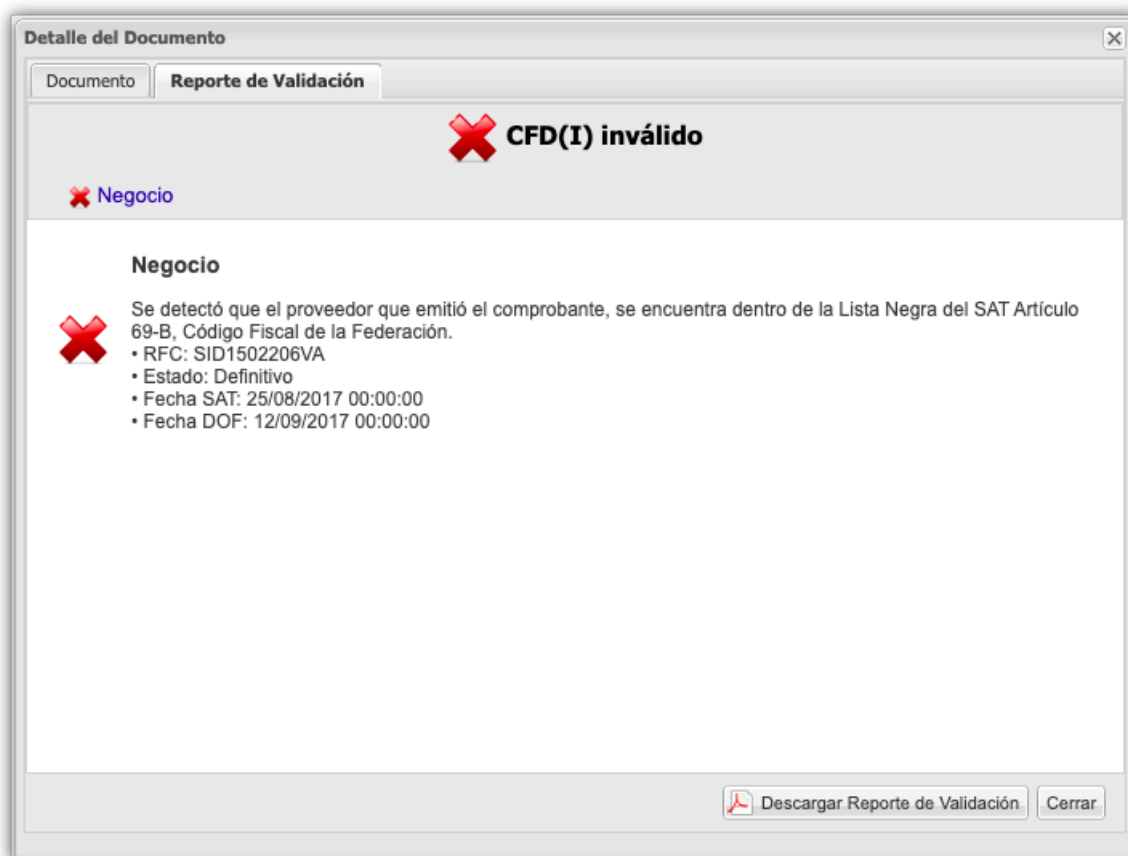 Detalle del Documento
Documento
Reporte de Validación
CFD(I) inválido
Negocio
Negocio
Se detectó que el proveedor que emitió el comprobante, se encuentra dentro de la Lista Negra del SAT Artículo
69-B, Código Fiscal de la Federación.
• RFC: SID1502206VA
• Estado: Definitivo
• Fecha SAT: 25/08/2017 00:00:00
• Fecha DOF: 12/09/2017 00:00:00
Descargar Reporte de Validación
Cerrar